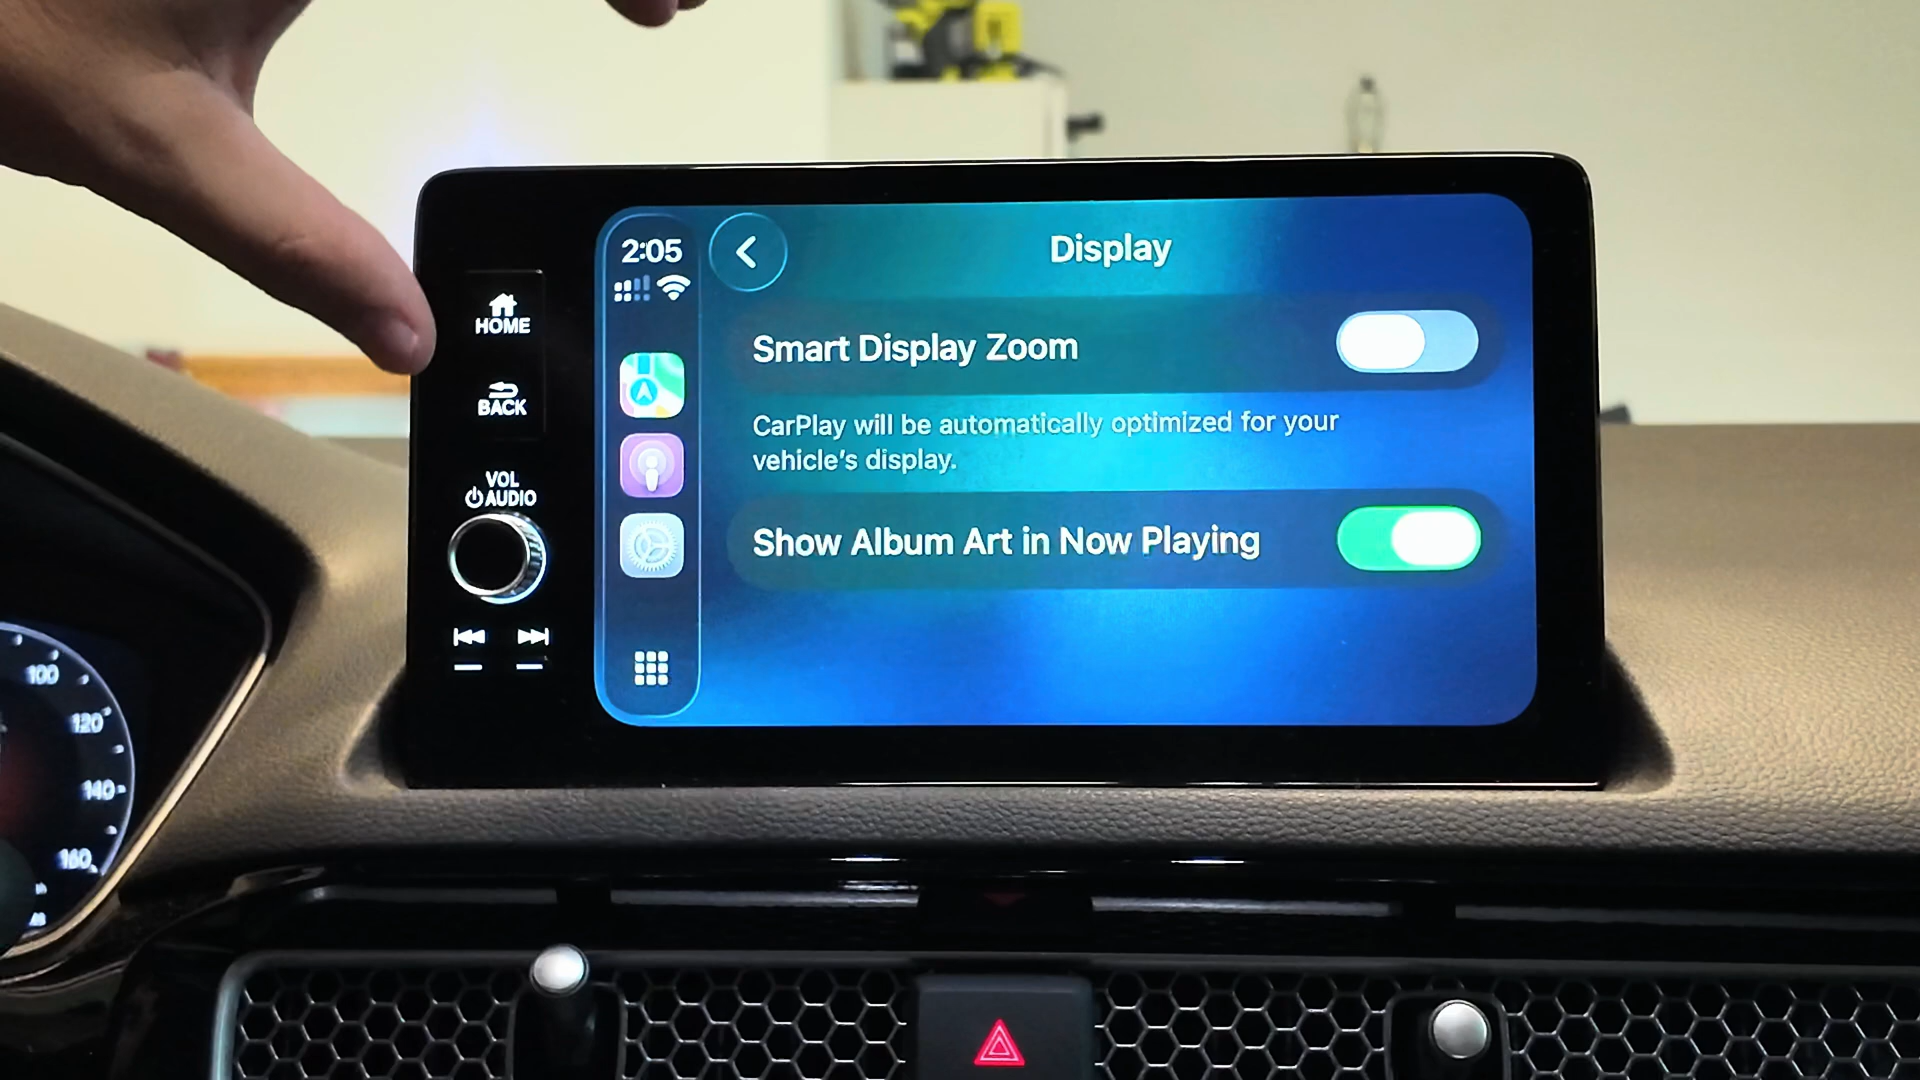 2:05
Display
HOME
BACK
VOL
AUDIO
Smart Display Zoom
CarPlay will be automatically optimized for your
vehicle's display.
Show Album Art in Now Playing
100
120
140
160